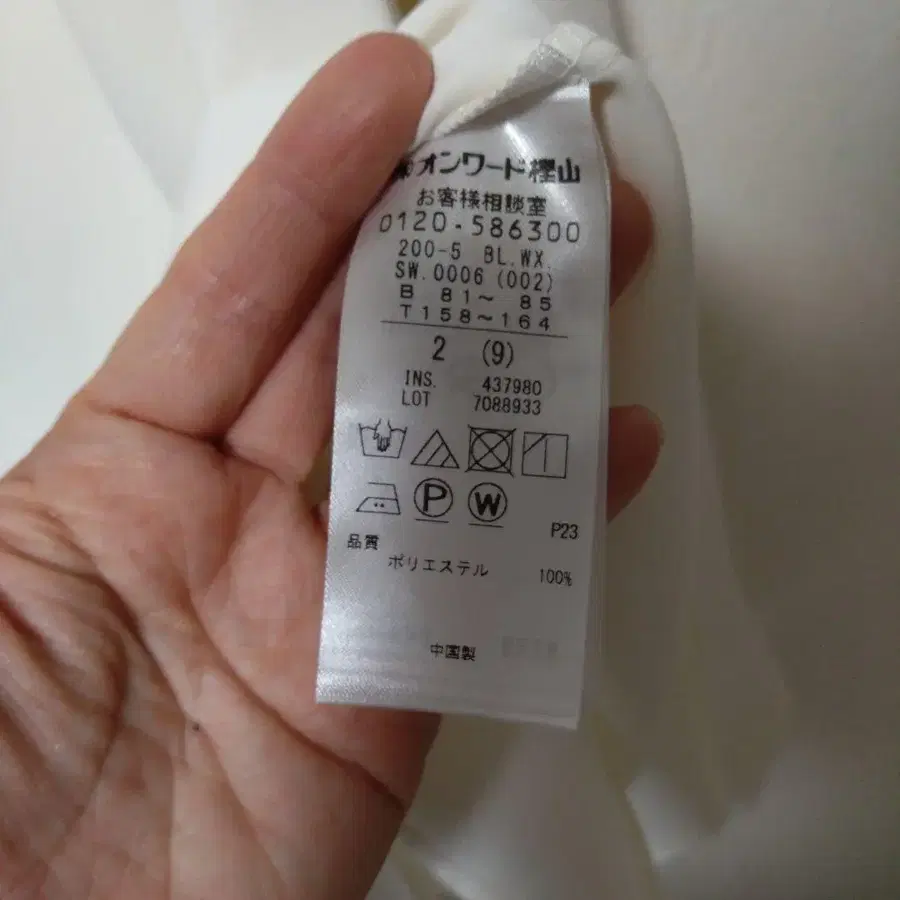 ㈱オンワード樫山
お客様相談室
0120-586300
200-5 BL.WX.
SW.0006 (002)
B 81～ 85
T158～164
2 (9)
INS. 437980
LOT 7088933
P W
P23
品質
ポリエステル 100%
中国製